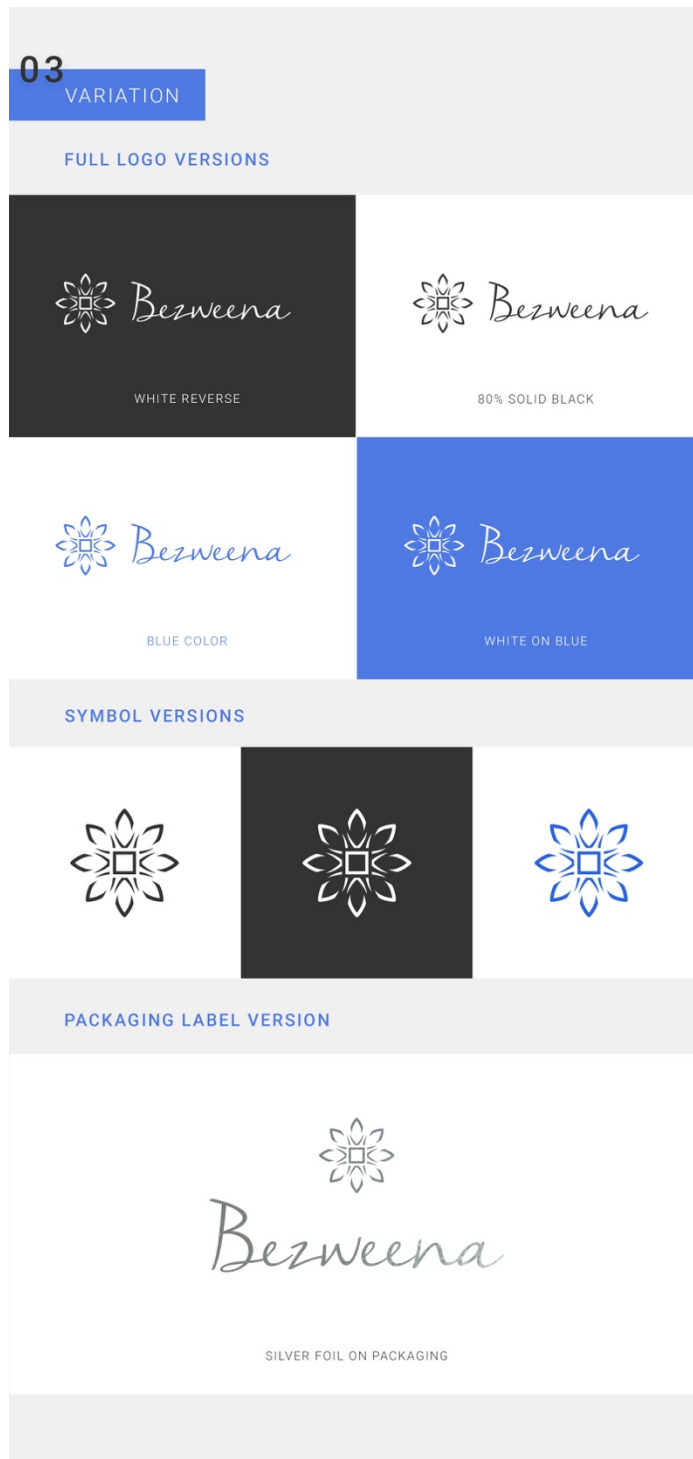 03
VARIATION
FULL LOGO VERSIONS
Bezweena
Bezweena
WHITE REVERSE
80% SOLID BLACK
Bezweena
Bezweena
BLUE COLOR
WHITE ON BLUE
SYMBOL VERSIONS
PACKAGING LABEL VERSION
Bezweena
SILVER FOIL ON PACKAGING